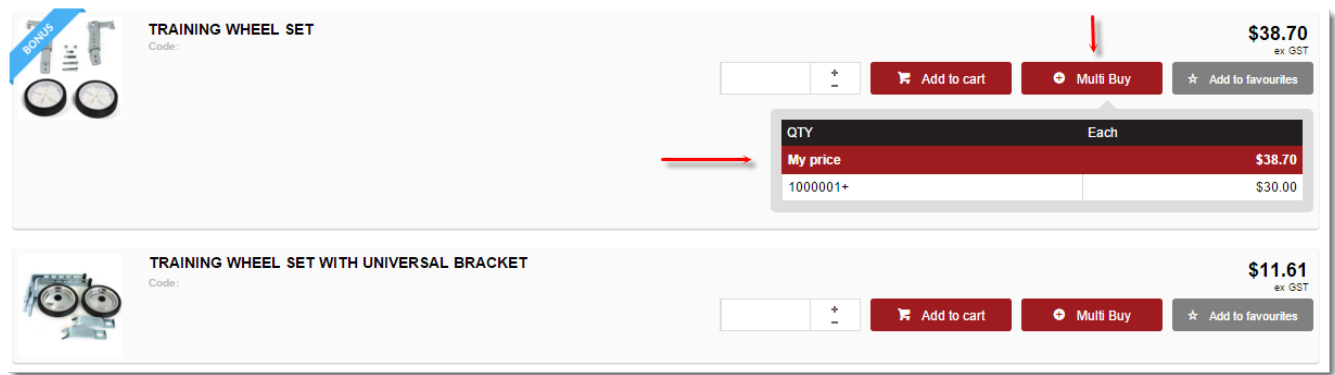 BONUS
TRAINING WHEEL SET
Code:
$38.70
ex GST
+
-
Add to cart
Multi Buy
Add to favourites
QTY Each
My price $38.70
1000001+ $30.00
TRAINING WHEEL SET WITH UNIVERSAL BRACKET
Code:
$11.61
ex GST
+
-
Add to cart
Multi Buy
Add to favourites